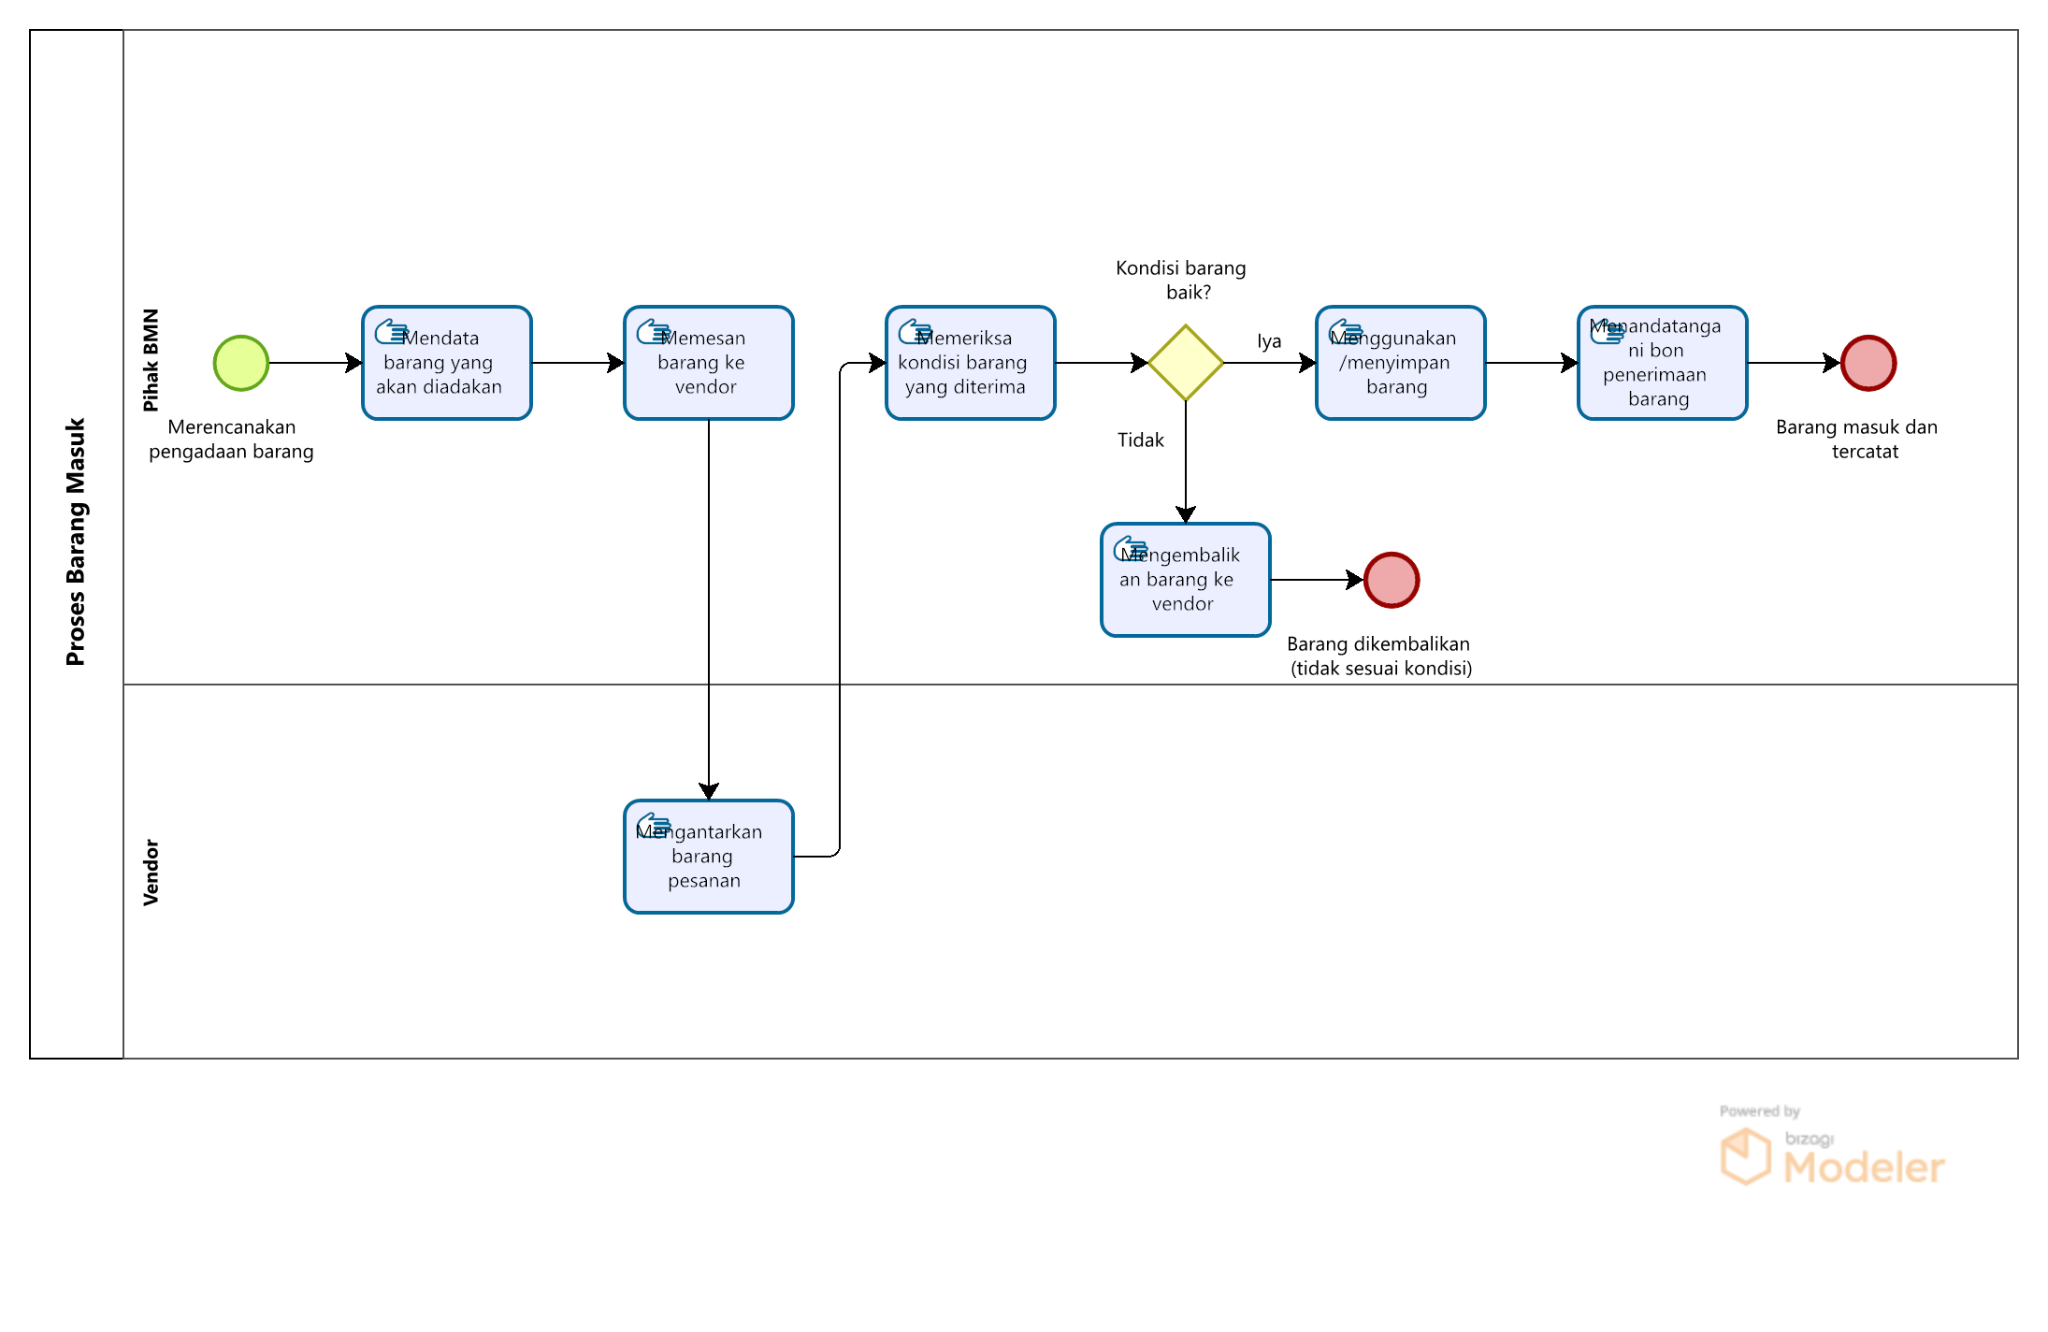 Proses Barang Masuk
Pihak BMN
Merencanakan
pengadaan barang
Mendata
barang yang
akan diadakan
Memesan
barang ke
vendor
Memeriksa
kondisi barang
yang diterima
Kondisi barang
baik?
Iya
Tidak
Menggunakan
/menyimpan
barang
Menandatanga
ni bon
penerimaan
barang
Barang masuk dan
tercatat
Mengembalik
an barang ke
vendor
Barang dikembalikan
(tidak sesuai kondisi)
Vendor
Mengantarkan
barang
pesanan
Powered by
bizagi
Modeler